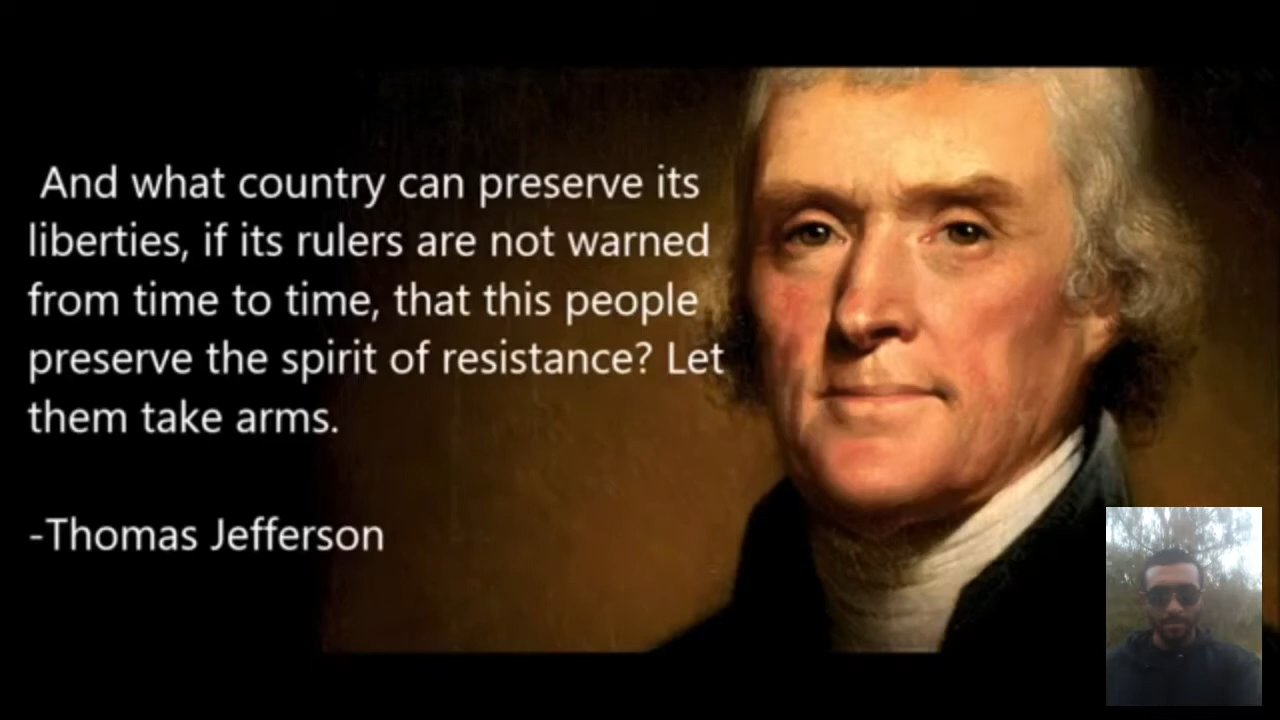 And what country can preserve its
liberties, if its rulers are not warned
from time to time, that this people
preserve the spirit of resistance? Let
them take arms.
-Thomas Jefferson